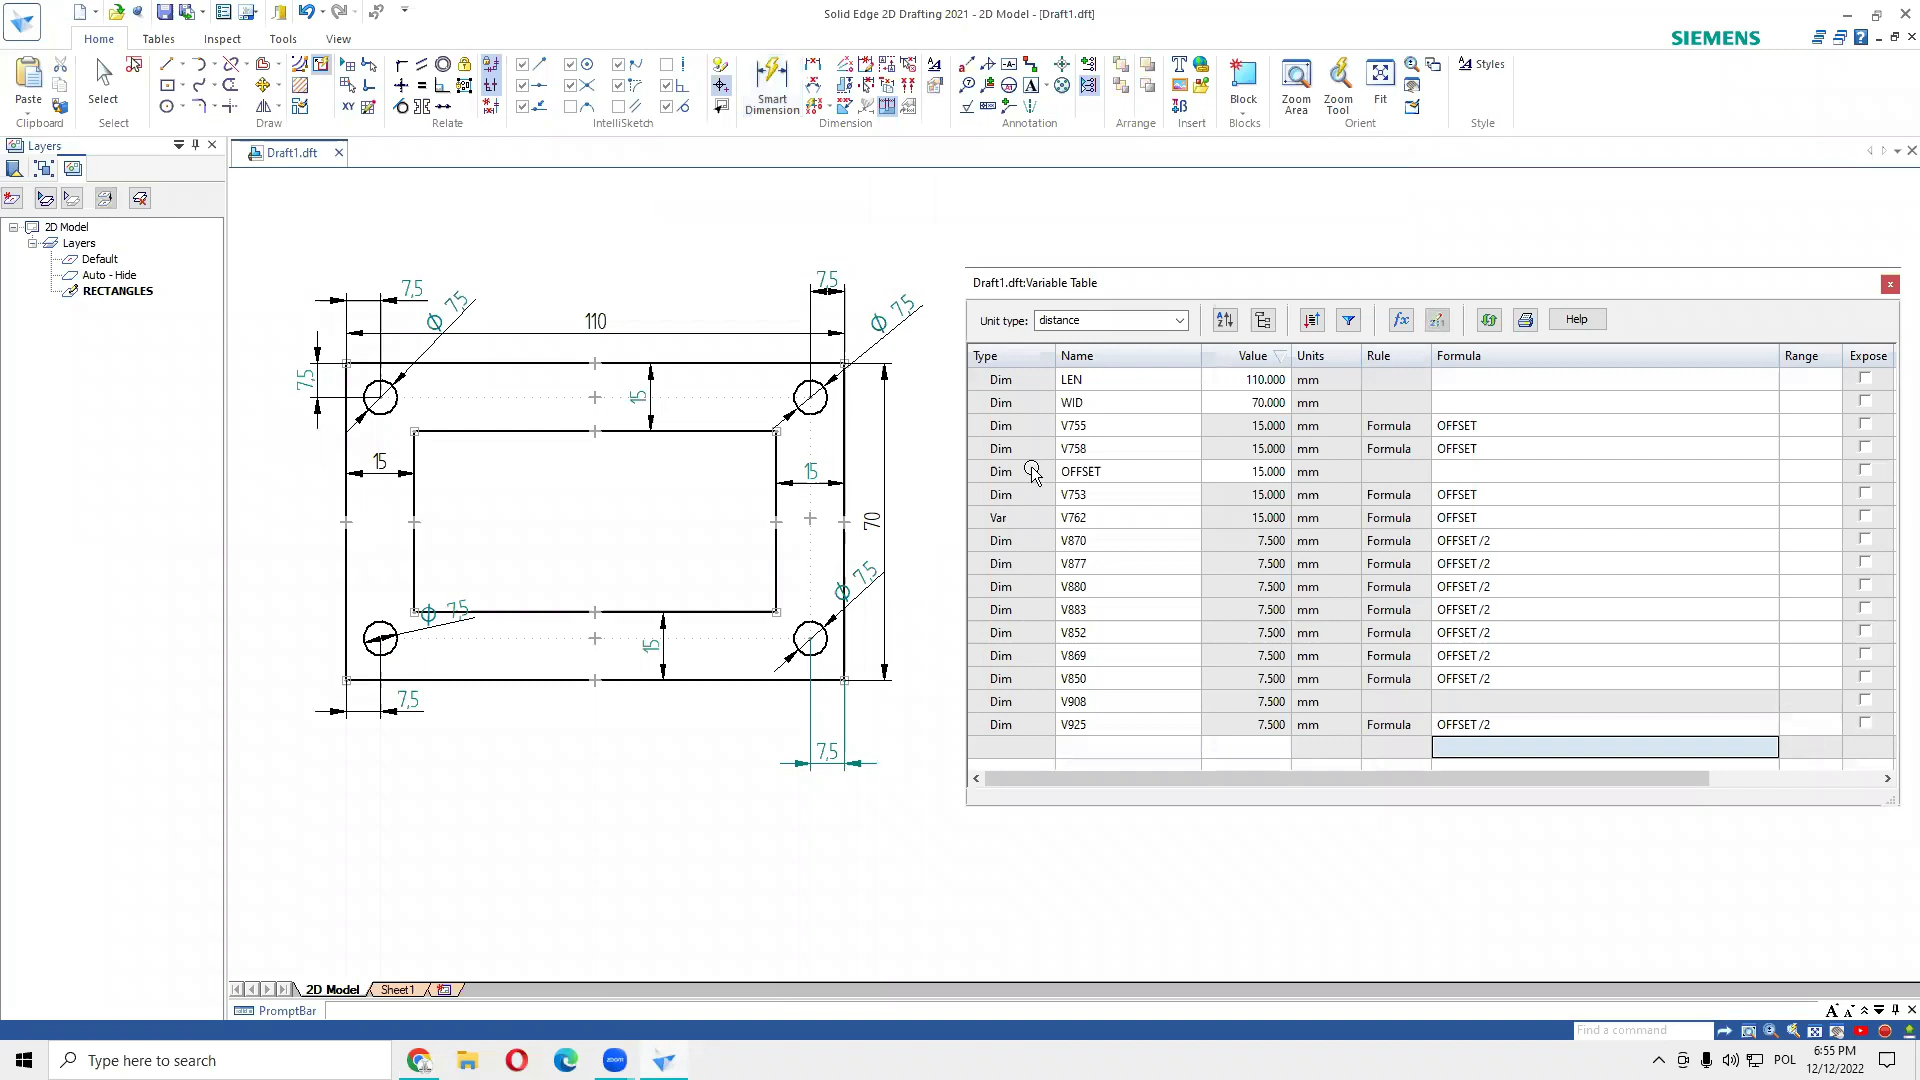 Solid Edge 2D Drafting 2021 - 2D Model - [Draft1.dft]
Home Tables Inspect Sketch Tools View
SIEMENS
Paste
Clipboard
Select
Select
Draw
XY
Relate
IntelliSketch
Smart Dimension
Dimension
Annotation
Arrange
Insert
Block
Blocks
Zoom Area
Zoom Tool
Fit
Orient
Styles
Style
Layers
Draft1.dft
2D Model
Layers
Default
Auto - Hide
RECTANGLES
7,5
7,5
ϕ 7,5
ϕ 7,5
110
7,5
15
15
15
70
ϕ 7,5
ϕ 7,5
15
7,5
7,5
Draft1.dft:Variable Table
Unit type: distance
Help
Type Name Value Units Rule Formula Range Expose
Dim LEN 110.000 mm
Dim WID 70.000 mm
Dim V755 15.000 mm Formula OFFSET
Dim V758 15.000 mm Formula OFFSET
Dim OFFSET 15.000 mm
Dim V753 15.000 mm Formula OFFSET
Var V762 15.000 mm Formula OFFSET
Dim V870 7.500 mm Formula OFFSET /2
Dim V877 7.500 mm Formula OFFSET /2
Dim V880 7.500 mm Formula OFFSET /2
Dim V883 7.500 mm Formula OFFSET /2
Dim V852 7.500 mm Formula OFFSET /2
Dim V869 7.500 mm Formula OFFSET /2
Dim V850 7.500 mm Formula OFFSET /2
Dim V908 7.500 mm
Dim V925 7.500 mm Formula OFFSET /2
2D Model Sheet1
PromptBar
Find a command
Type here to search
zoom
POL
6:55 PM
12/12/2022